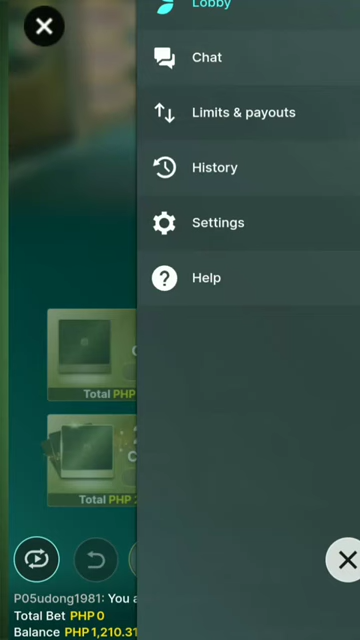 Lobby
Chat
Limits & payouts
History
Settings
Help
Total PHP
Total PHP
P05udong1981: You a
Total Bet PHP 0
Balance PHP 1,210.31